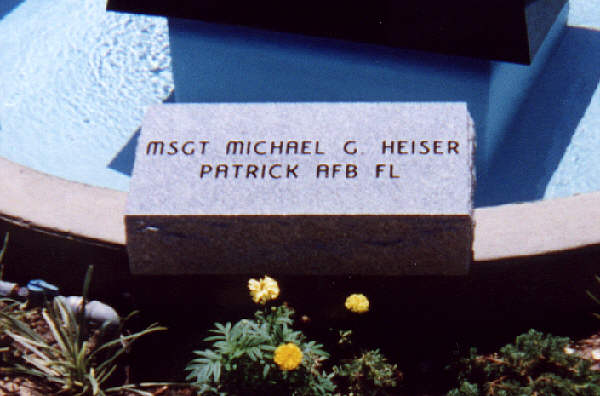 MSGT MICHAEL G. HEISER
PATRICK AFB FL